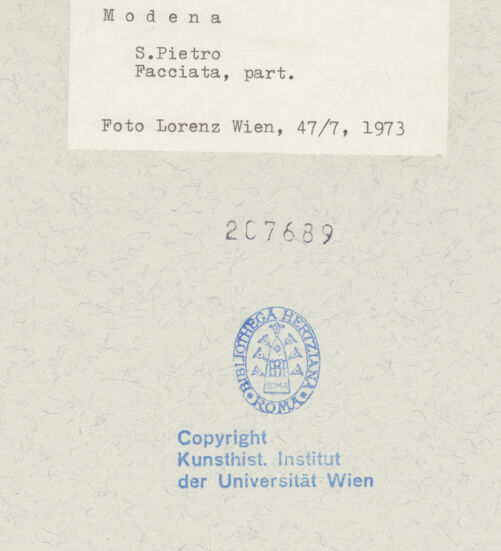 M o d e n a
S.Pietro
Facciata, part.
Foto Lorenz Wien, 47/7, 1973
207689
BIBLIOTHECA HERTZIANA
ROMA
ROMA
Copyright
Kunsthist. Institut
der Universität Wien